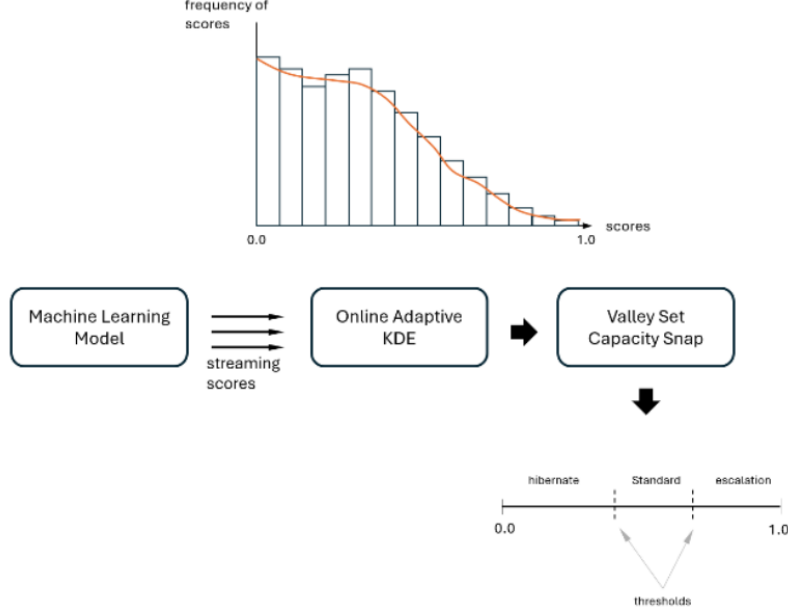 frequency of
scores
scores
0.0
1.0
Machine Learning
Model
streaming
scores
Online Adaptive
KDE
Valley Set
Capacity Snap
hibernate
Standard
escalation
0.0
1.0
thresholds